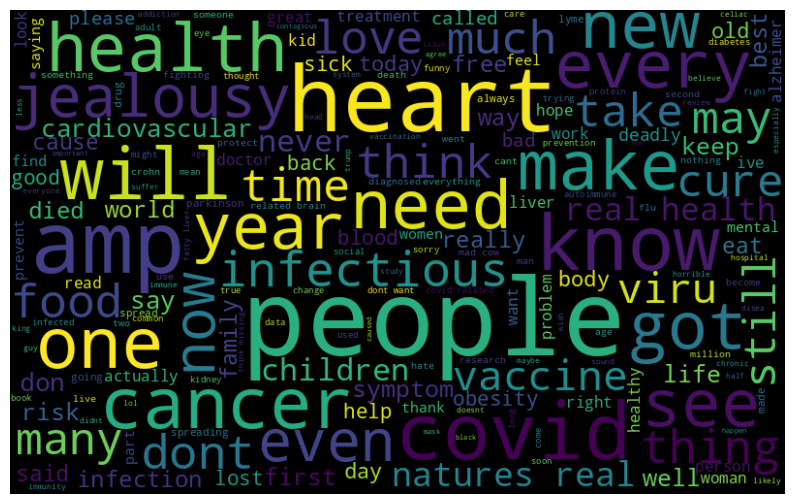 look
please
kid
treatment
called
great
contagious
care
lyme
celiac
addiction
someone
adult
eye
saying
health
love
much
new
old
best
diabetes
alzheimer
something
fighting
thought
sick
today
free
feel
issue
agree
funny
every
believe
less
drug
system
death
always
trying
protein
fight
jealousy
heart
hope
way
take
may
second
review
especially
cardiovascular
head
cause
protect
vaccination
went
never
bad
work
deadly
keep
prevention
nothing
find
important
might
age
doctor
back
think
make
cant
ive
everyone
good
crohn
suffer
mean
will
time
diagnosed
everything
need
cure
autoimmune
died
world
parkinson
related brain
liver
real
health
flu
mental
prevent
fatty liver
year
blood
women
really
sorry
mad cow
man
know
eat
hospital
amp
read
use
immune
true
social
study
infectious
horrible
become
disea
food
say
spread
change
dont want
covid related
want
problem
body
viru
still
king
infected
two
common
now
family
data
people
used
caused
wish
age
got
million
chronic
guy
one
think missing
children
hate
research
maybe
sound
vaccine
life
half
made
book
going
live
don
actually
kidney
symptom
obesity
doesnt
right
healthy
trump
risk
cancer
help
thank
lol
didnt
many
part
dont
even
spreading
long
covid
see
thing
happen
said
infection
lost
first
day
mask
black
come
soon
natures real
well
woman
person
immunity
likely